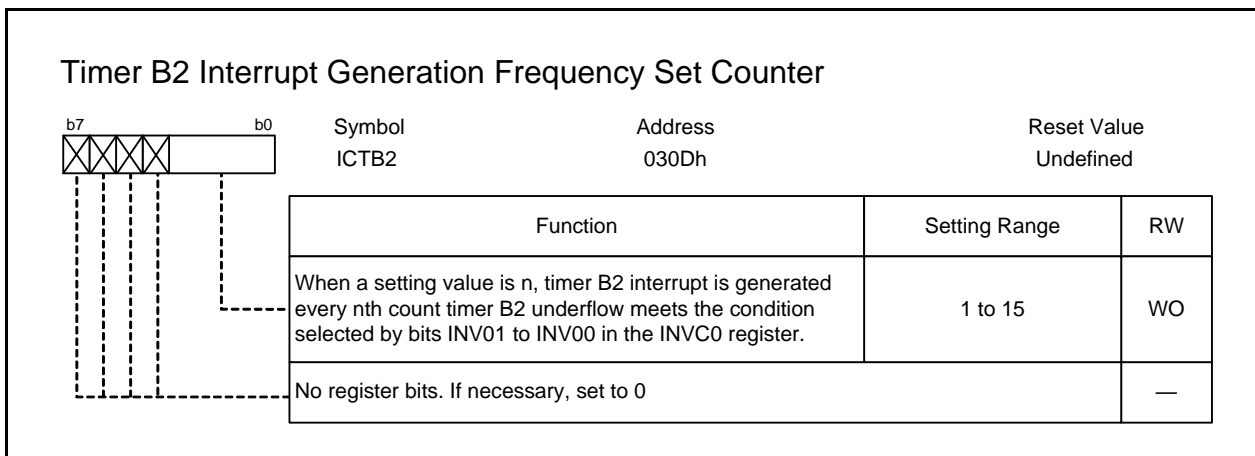 Timer B2 Interrupt Generation Frequency Set Counter
b7 b0 Symbol Address Reset Value
ICTB2 030Dh Undefined
Function Setting Range RW
When a setting value is n, timer B2 interrupt is generated
every nth count timer B2 underflow meets the condition
selected by bits INV01 to INV00 in the INVC0 register.
1 to 15 WO
No register bits. If necessary, set to 0 —